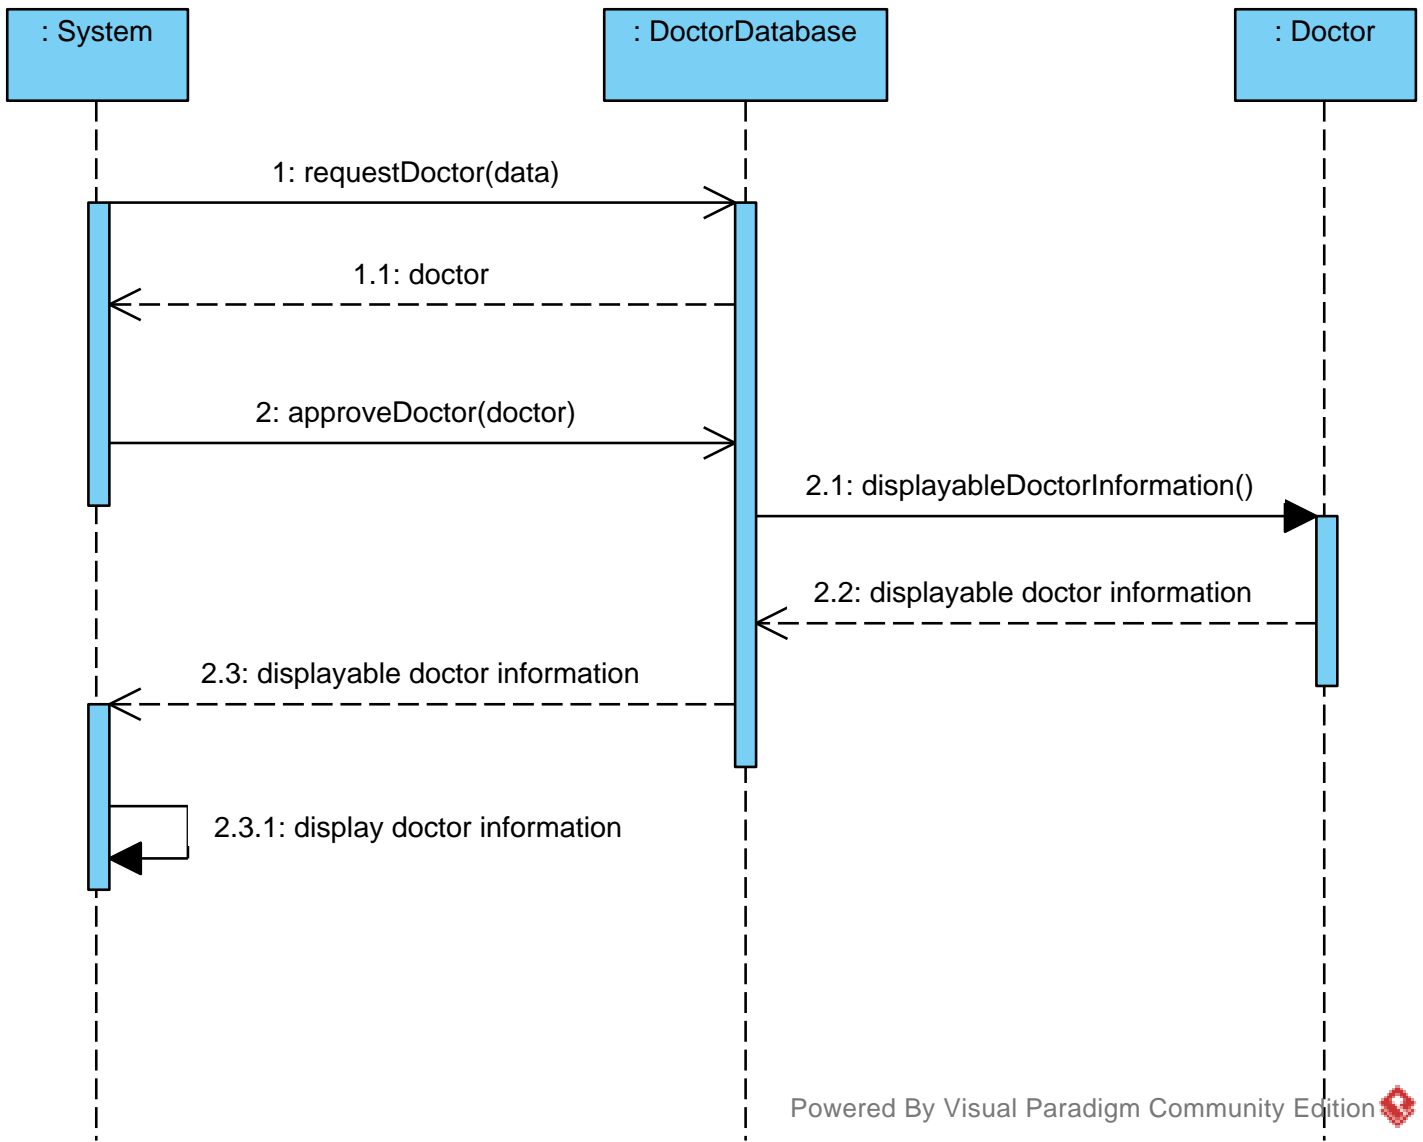 : System
: DoctorDatabase
: Doctor
1: requestDoctor(data)
1.1: doctor
2: approveDoctor(doctor)
2.1: displayableDoctorInformation()
2.2: displayable doctor information
2.3: displayable doctor information
2.3.1: display doctor information
Powered By Visual Paradigm Community Edition